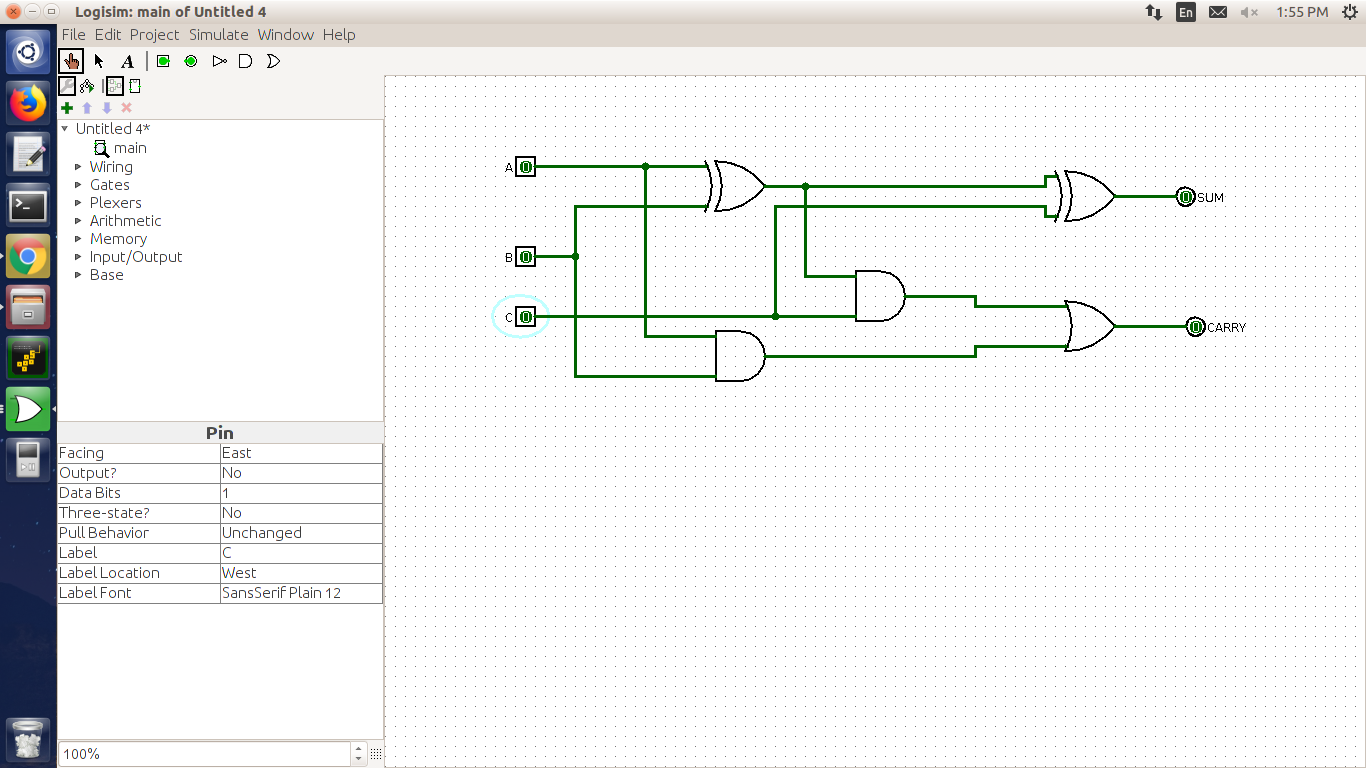 Logisim: main of Untitled 4
En
1:55 PM
File Edit Project Simulate Window Help
A
Untitled 4*
main
Wiring
Gates
Plexers
Arithmetic
Memory
Input/Output
Base
Pin
Facing East
Output? No
Data Bits 1
Three-state? No
Pull Behavior Unchanged
Label C
Label Location West
Label Font SansSerif Plain 12
100%
A 0
B 0
C 0
0 SUM
0 CARRY